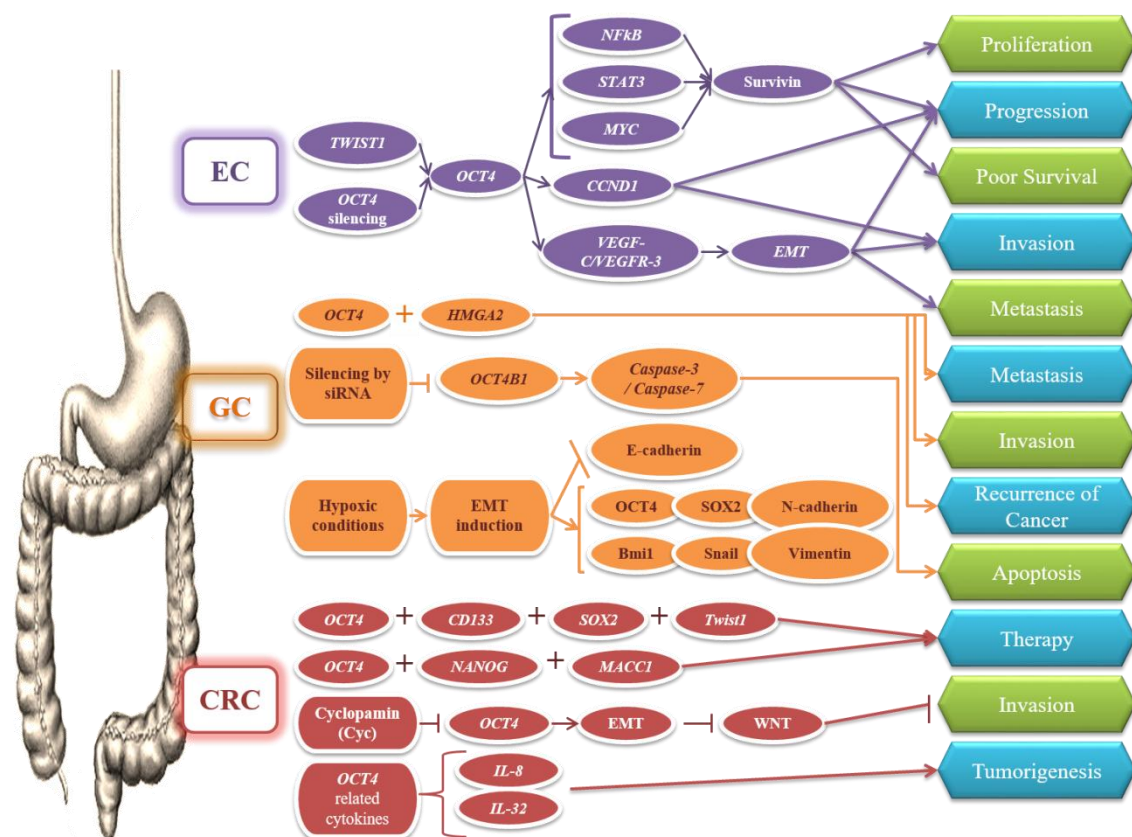 EC
TWIST1
OCT4
silencing
OCT4
NFkB
STAT3
MYC
Survivin
CCND1
VEGF-
C/VEGFR-3
EMT
Proliferation
Progression
Poor Survival
Invasion
Metastasis
GC
OCT4 + HMGA2
Silencing by
siRNA
OCT4B1
Caspase-3
/ Caspase-7
Hypoxic
conditions
EMT
induction
E-cadherin
OCT4 SOX2 N-cadherin
Bmi1 Snail Vimentin
Metastasis
Invasion
Recurrence of
Cancer
Apoptosis
CRC
OCT4 + CD133 + SOX2 + Twist1
OCT4 + NANOG + MACC1
Cyclopamin
(Cyc)
OCT4
EMT
WNT
OCT4
related
cytokines
IL-8
IL-32
Therapy
Invasion
Tumorigenesis